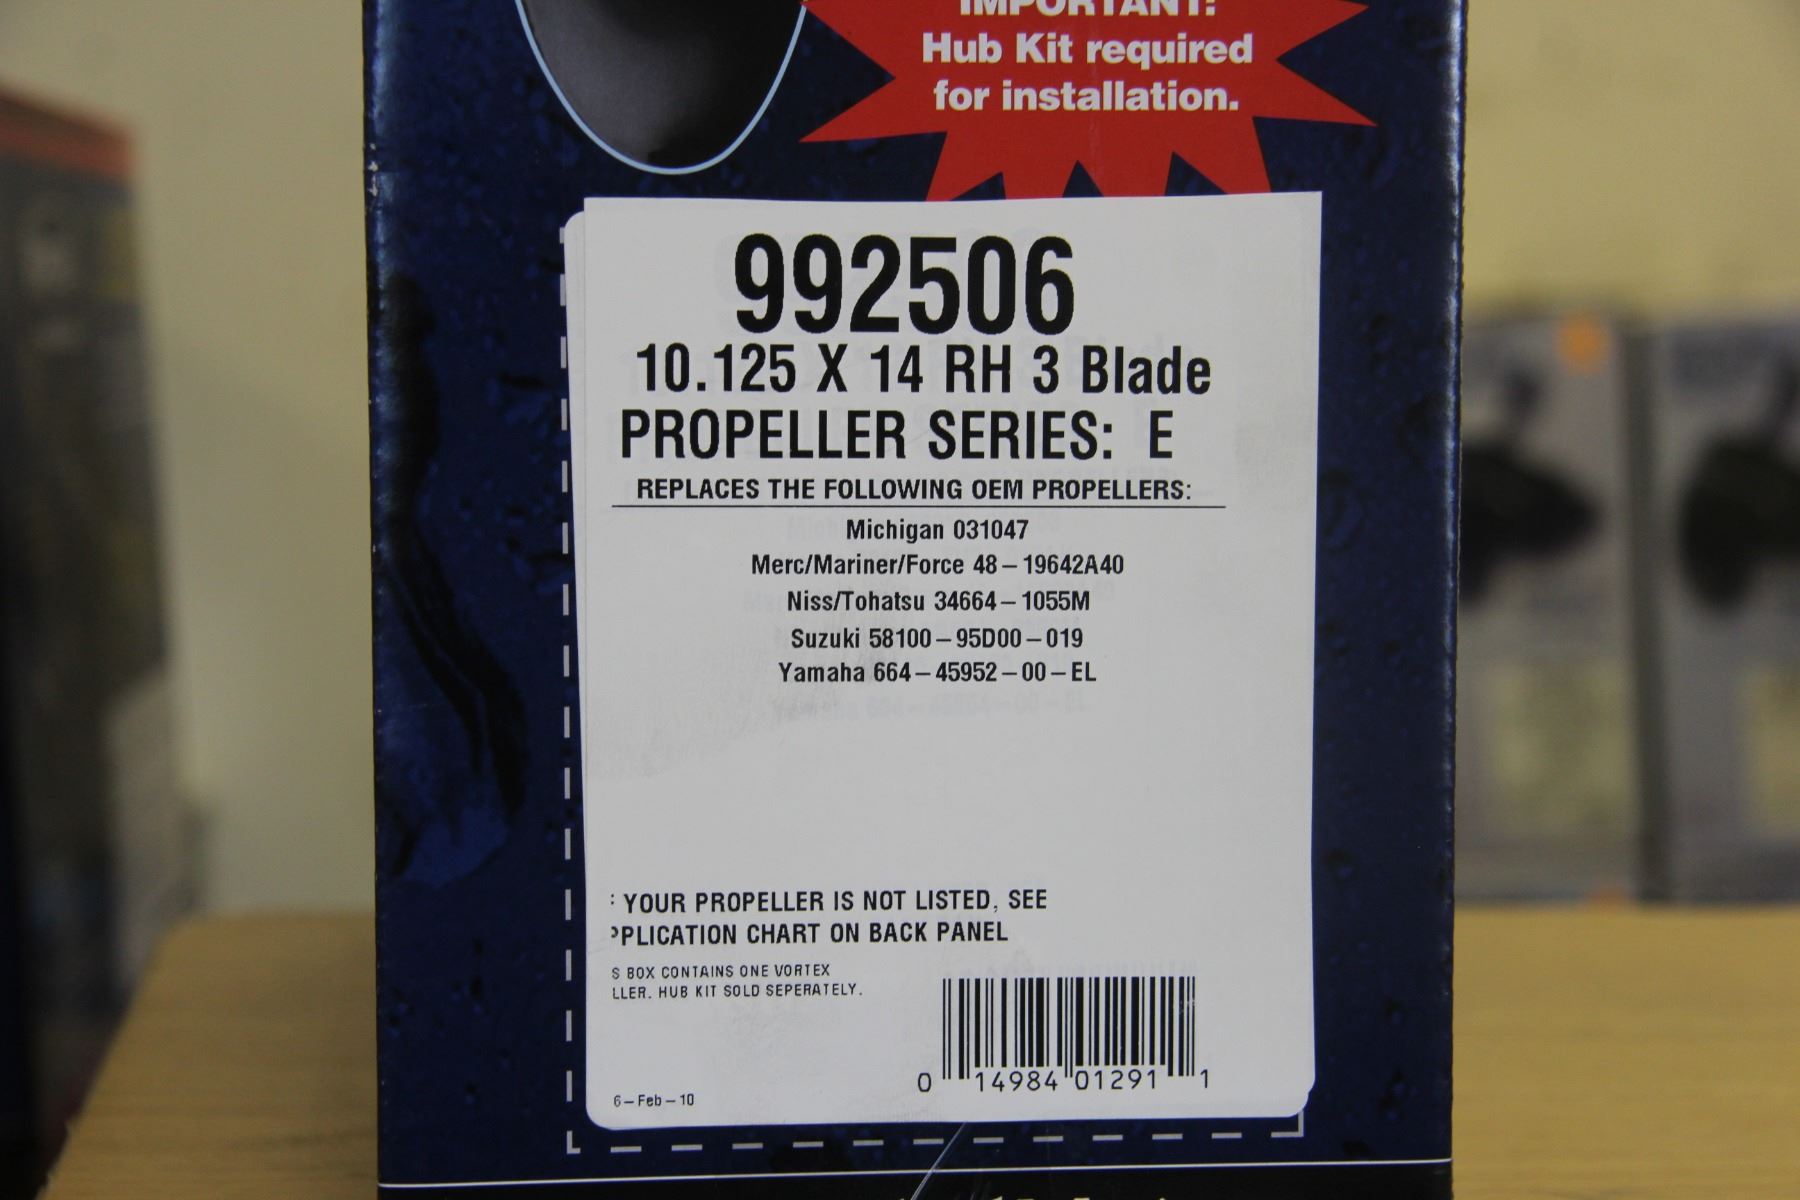 IMPORTANT:
Hub Kit required
for installation.
992506
10.125 X 14 RH 3 Blade
PROPELLER SERIES: E
REPLACES THE FOLLOWING OEM PROPELLERS:
Michigan 031047
Merc/Mariner/Force 48-19642A40
Niss/Tohatsu 34664-1055M
Suzuki 58100-95D00-019
Yamaha 664-45952-00-EL
YOUR PROPELLER IS NOT LISTED, SEE
PPLICATION CHART ON BACK PANEL
S BOX CONTAINS ONE VORTEX
LLER. HUB KIT SOLD SEPERATELY.
0 14984 01291 1
6-Feb-10